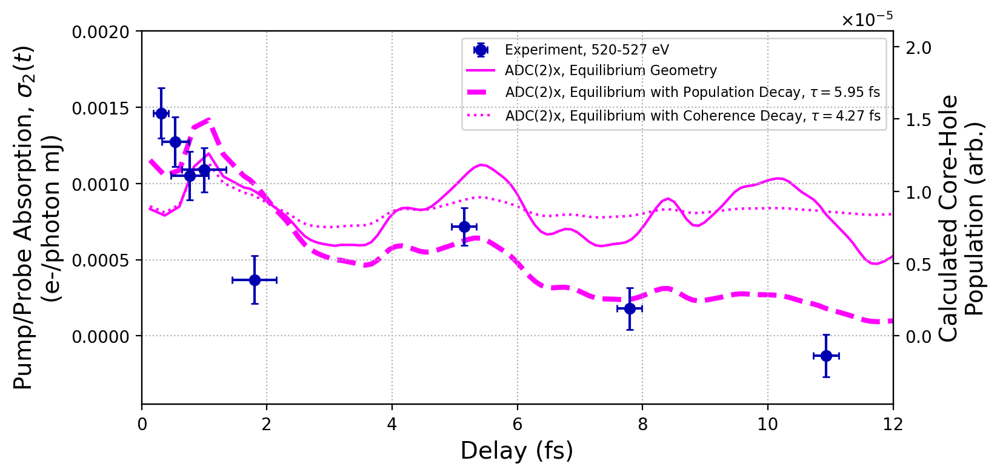 ×10⁻⁵
0.0020
0.0015
0.0010
0.0005
0.0000
Pump/Probe Absorption, σ₂(t)
(e-/photon mJ)
Experiment, 520-527 eV
ADC(2)x, Equilibrium Geometry
ADC(2)x, Equilibrium with Population Decay, τ = 5.95 fs
ADC(2)x, Equilibrium with Coherence Decay, τ = 4.27 fs
2.0
1.5
1.0
0.5
0.0
Calculated Core-Hole
Population (arb.)
0 2 4 6 8 10 12
Delay (fs)